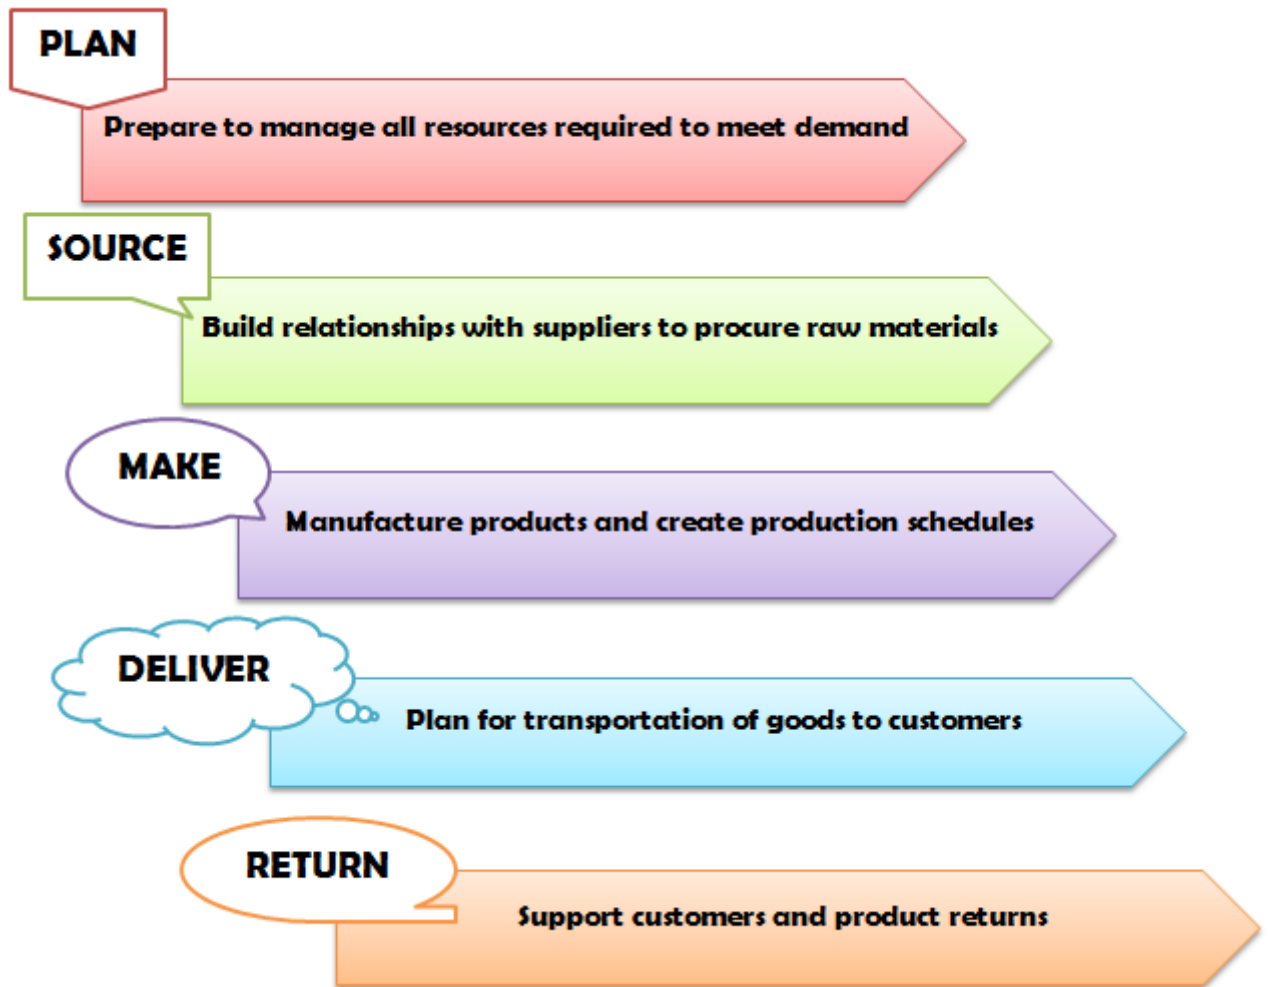 PLAN
Prepare to manage all resources required to meet demand
SOURCE
Build relationships with suppliers to procure raw materials
MAKE
Manufacture products and create production schedules
DELIVER
Plan for transportation of goods to customers
RETURN
Support customers and product returns